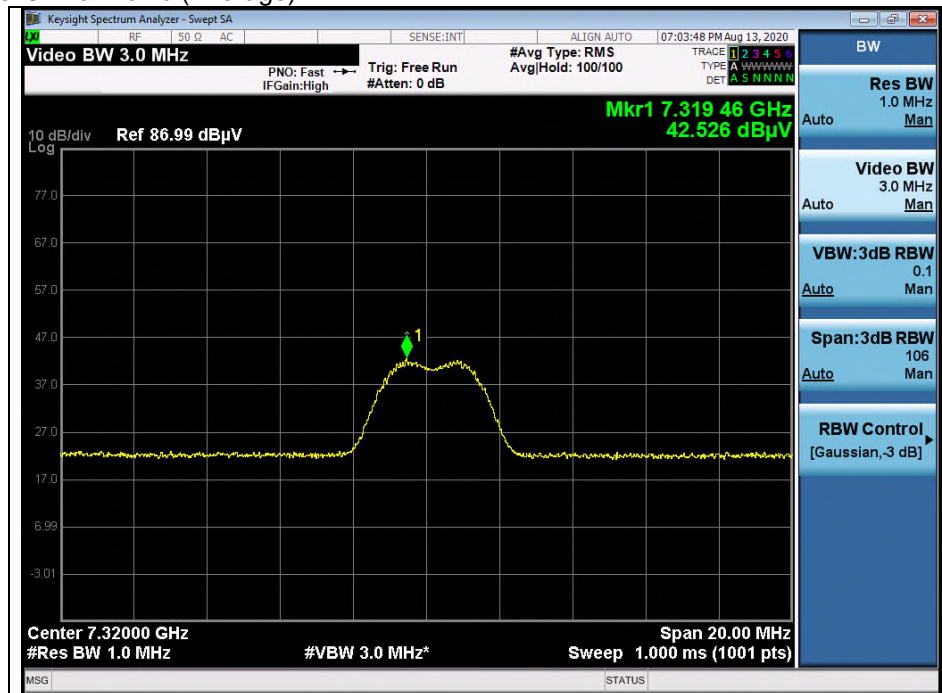 Keysight Spectrum Analyzer - Swept SA
LXI RF 50 Ω AC SENSE:INT ALIGN AUTO 07:03:48 PM Aug 13, 2020
Video BW 3.0 MHz
PNO: Fast
IFGain:High
Trig: Free Run
#Atten: 0 dB
#Avg Type: RMS
Avg|Hold: 100/100
TRACE 1 2 3 4 5 6
TYPE A WWWWW
DET A S N N N N
Mkr1 7.319 46 GHz
42.526 dBµV
10 dB/div Ref 86.99 dBµV
Log
77.0
67.0
57.0
47.0
37.0
27.0
17.0
6.99
-3.01
1
Center 7.32000 GHz
Span 20.00 MHz
#Res BW 1.0 MHz
#VBW 3.0 MHz*
Sweep 1.000 ms (1001 pts)
MSG
STATUS
BW
Res BW
1.0 MHz
Auto Man
Video BW
3.0 MHz
Auto Man
VBW:3dB RBW
0.1
Auto Man
Span:3dB RBW
106
Auto Man
RBW Control
[Gaussian,-3 dB]